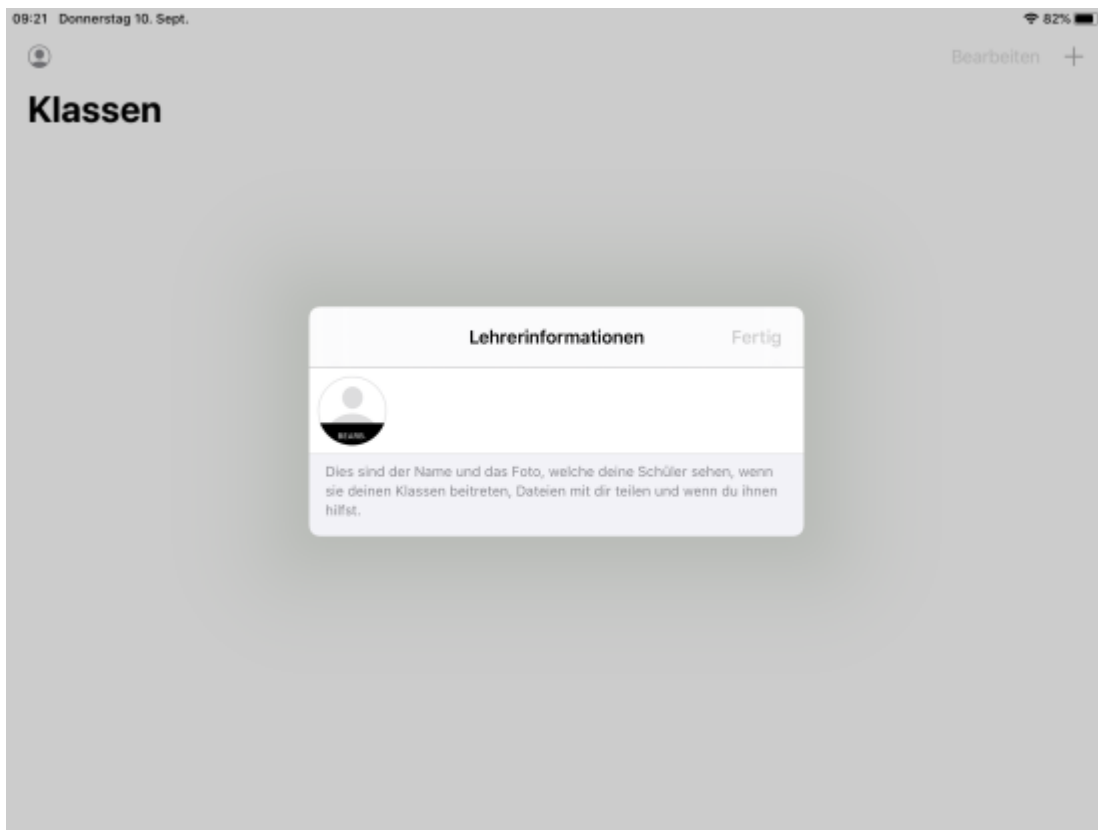 09:21 Donnerstag 10. Sept.
82%
Bearbeiten
Klassen
Lehrerinformationen
Fertig
BEARB.
Dies sind der Name und das Foto, welche deine Schüler sehen, wenn
sie deinen Klassen beitreten, Dateien mit dir teilen und wenn du ihnen
hilfst.